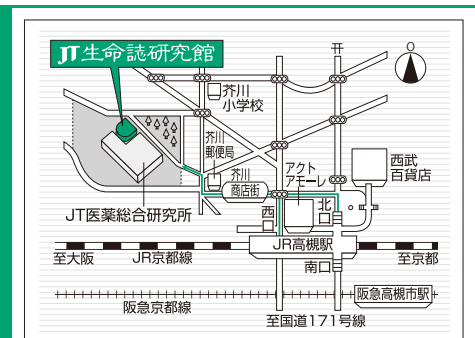 JT生命誌研究館
芥川
小学校
芥川
郵便局
芥川
商店街
アクト
アモーレ
西武
百貨店
JT医薬総合研究所
西
口
北
口
JR高槻駅
至大阪
JR京都線
至京都
南口
阪急京都線
阪急高槻市駅
至国道171号線